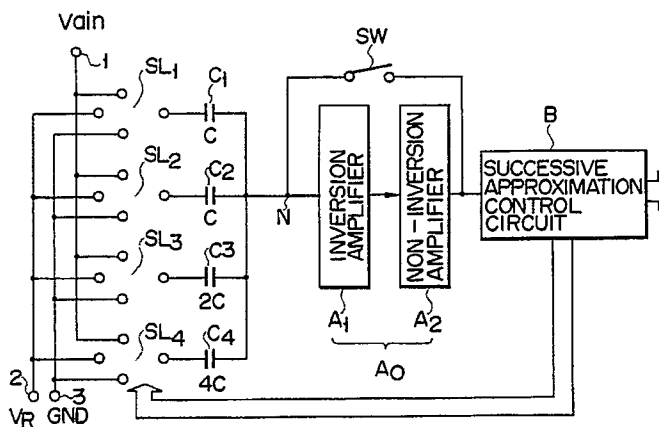 Vain
1
SL1
C1
C
SL2
C2
C
SL3
C3
2C
SL4
C4
4C
2
VR
3
GND
N
SW
INVERSION
AMPLIFIER
A1
NON-INVERSION
AMPLIFIER
A2
A0
B
SUCCESSIVE
APPROXIMATION
CONTROL
CIRCUIT